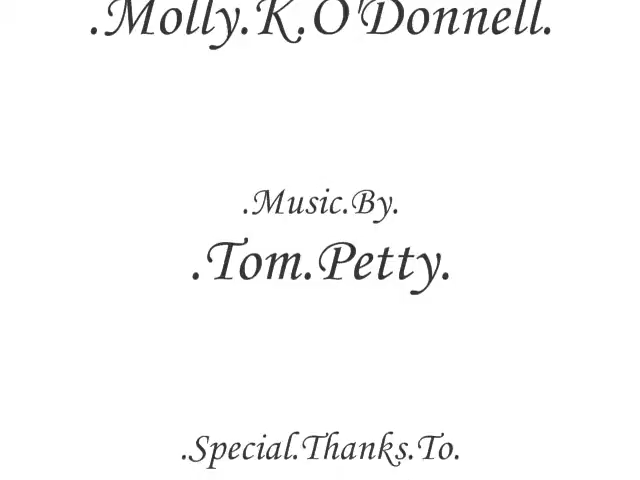 .Molly.K.O'Donnell.
.Music.By.
.Tom.Petty.
.Special.Thanks.To.